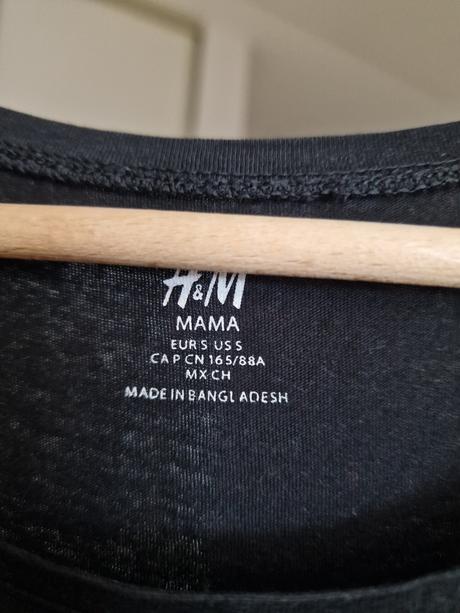 H&M
MAMA
EUR S US S
CA P CN 165/88A
MX CH
MADE IN BANGLADESH